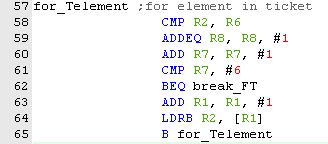 57 for_Telement ;for element in ticket
58 CMP R2, R6
59 ADDEQ R8, R8, #1
60 ADD R7, R7, #1
61 CMP R7, #6
62 BEQ break_FT
63 ADD R1, R1, #1
64 LDRB R2, [R1]
65 B for_Telement